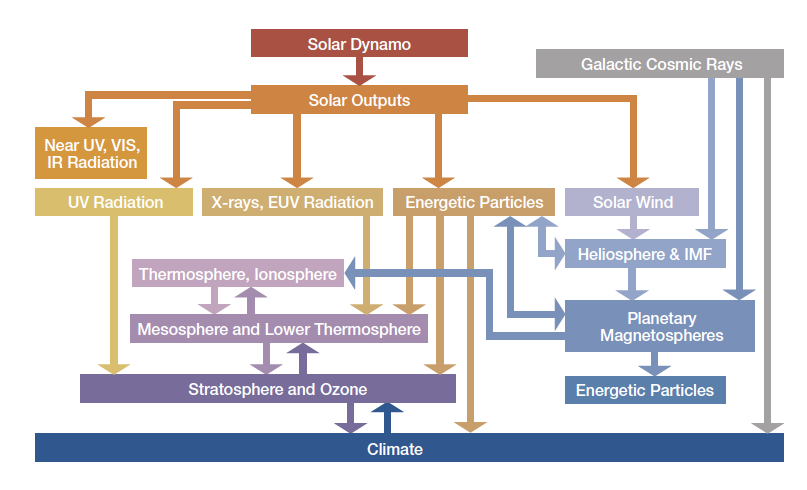 Solar Dynamo
Galactic Cosmic Rays
Solar Outputs
Near UV, VIS,
IR Radiation
UV Radiation
X-rays, EUV Radiation
Energetic Particles
Solar Wind
Heliosphere & IMF
Thermosphere, Ionosphere
Planetary
Magnetospheres
Mesosphere and Lower Thermosphere
Stratosphere and Ozone
Energetic Particles
Climate